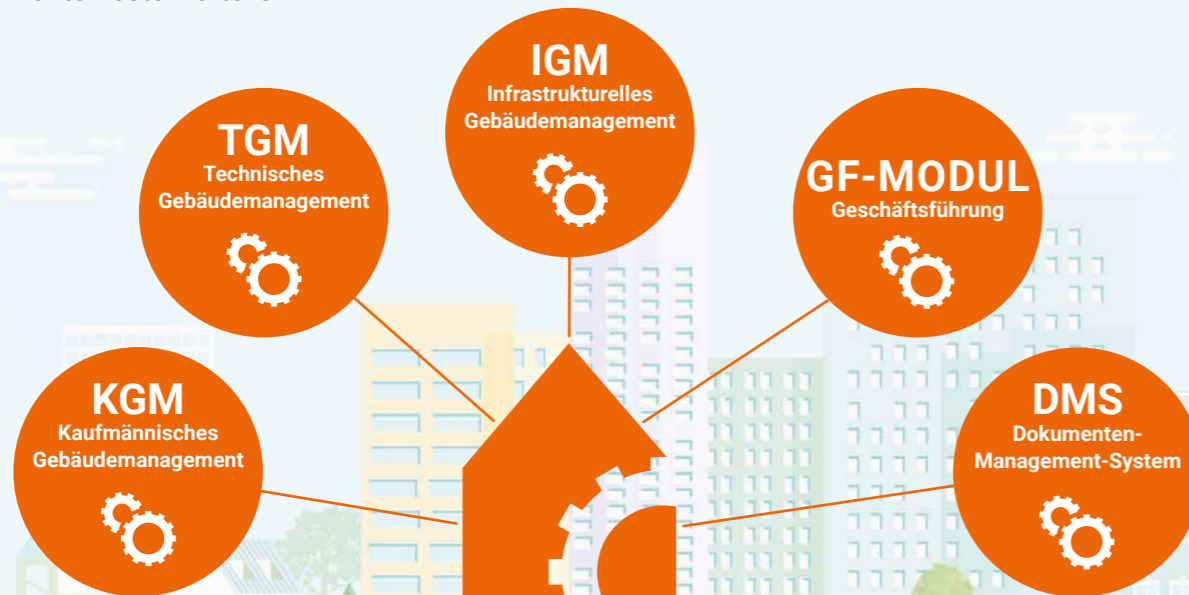 IGM
Infrastrukturelles
Gebäudemanagement
TGM
Technisches
Gebäudemanagement
GF-MODUL
Geschäftsführung
KGM
Kaufmännisches
Gebäudemanagement
DMS
Dokumenten-
Management-System